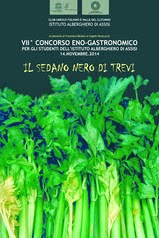 CLUB UNESCO FOLIGNO E VALLE DEL CLITUNNO
ISTITUTO ALBERGHIERO DI ASSISI
VII° CONCORSO ENO-GASTRONOMICO
PER GLI STUDENTI DELL'ISTITUTO ALBERGHIERO DI ASSISI
14.NOVEMBRE.2014
IL SEDANO NERO DI TREVI